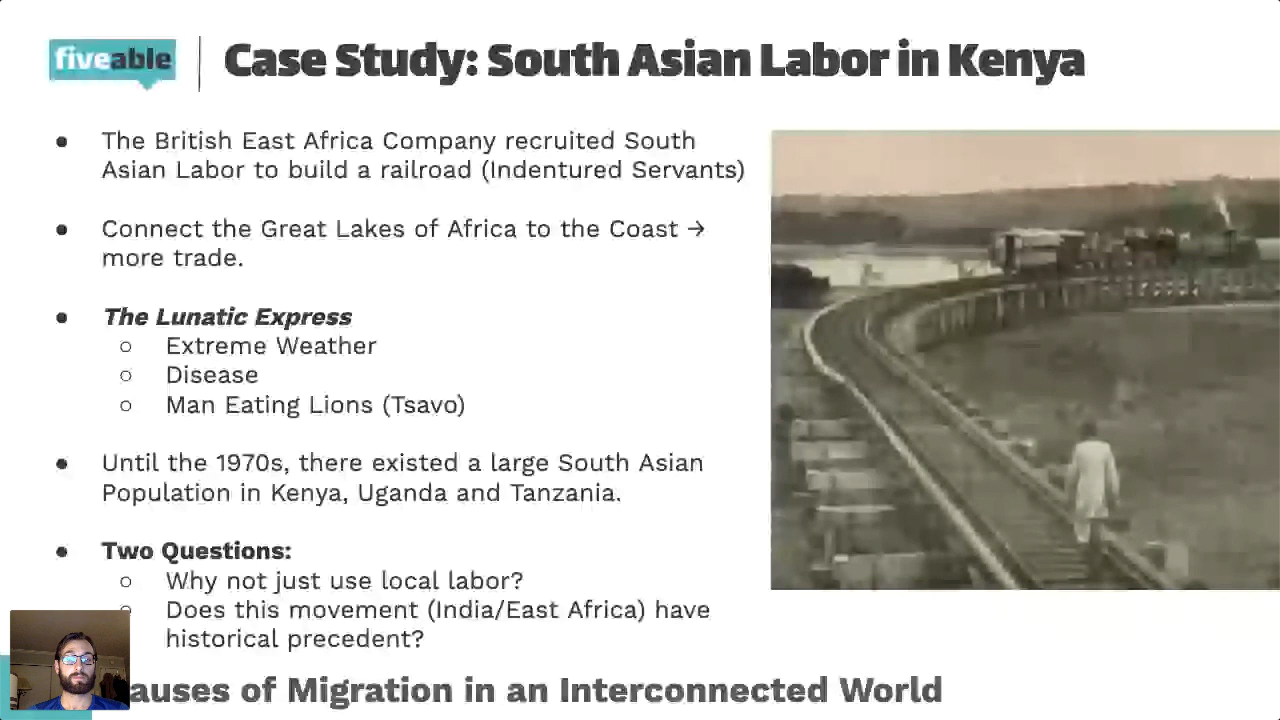 fiveable
Case Study: South Asian Labor in Kenya
● The British East Africa Company recruited South
Asian Labor to build a railroad (Indentured Servants)
● Connect the Great Lakes of Africa to the Coast →
more trade.
● The Lunatic Express
○ Extreme Weather
○ Disease
○ Man Eating Lions (Tsavo)
● Until the 1970s, there existed a large South Asian
Population in Kenya, Uganda and Tanzania.
● Two Questions:
○ Why not just use local labor?
○ Does this movement (India/East Africa) have
historical precedent?
auses of Migration in an Interconnected World